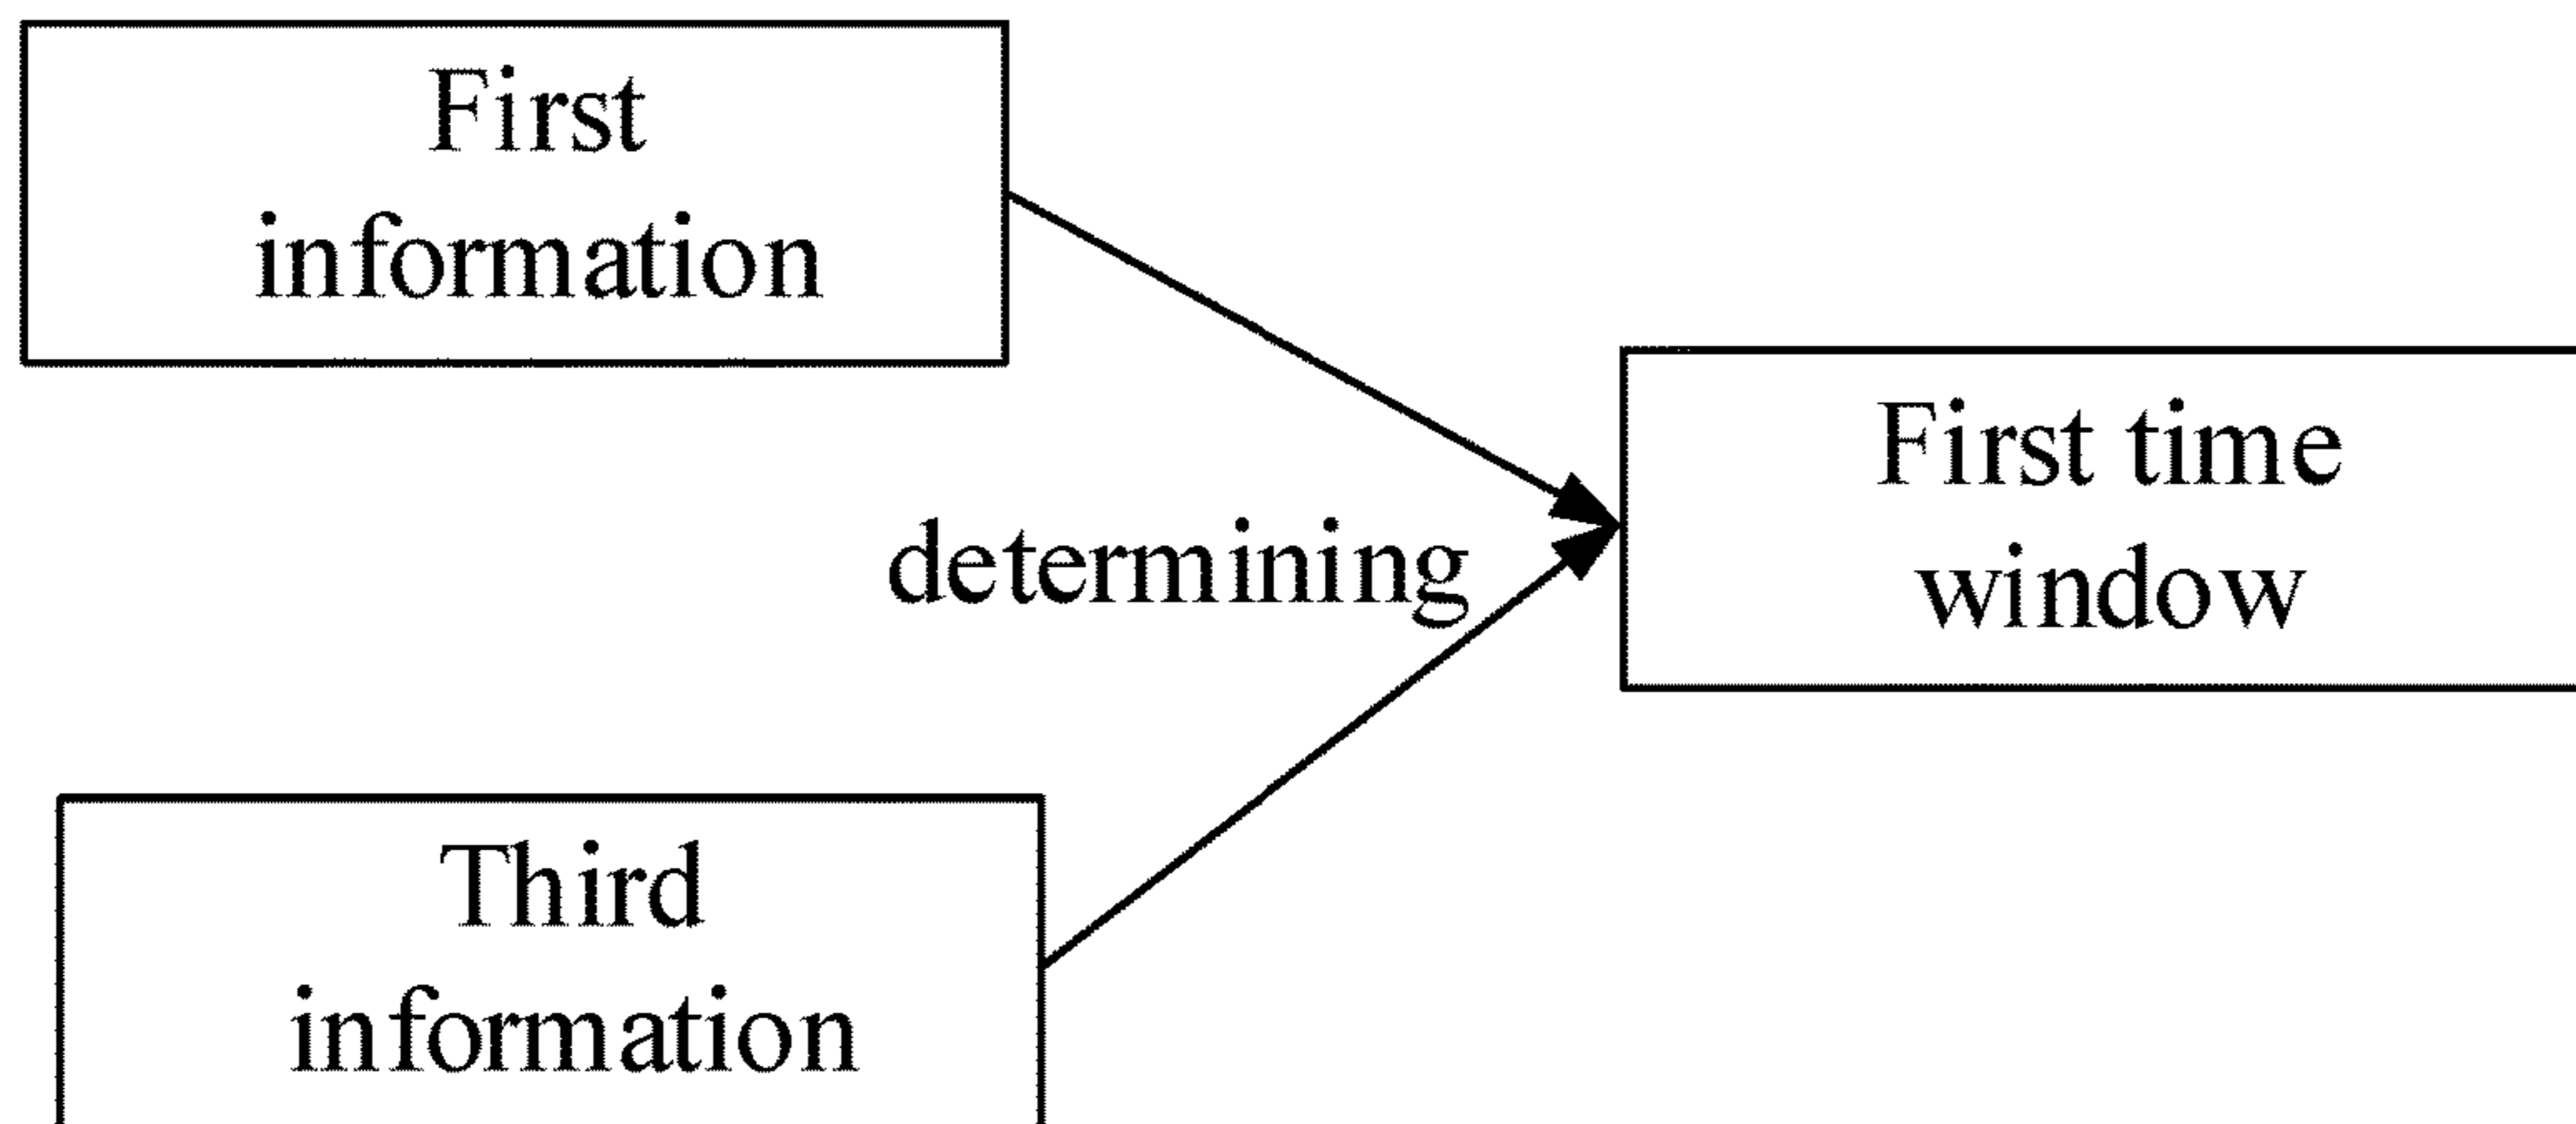 First
information
determining
First time
window
Third
information